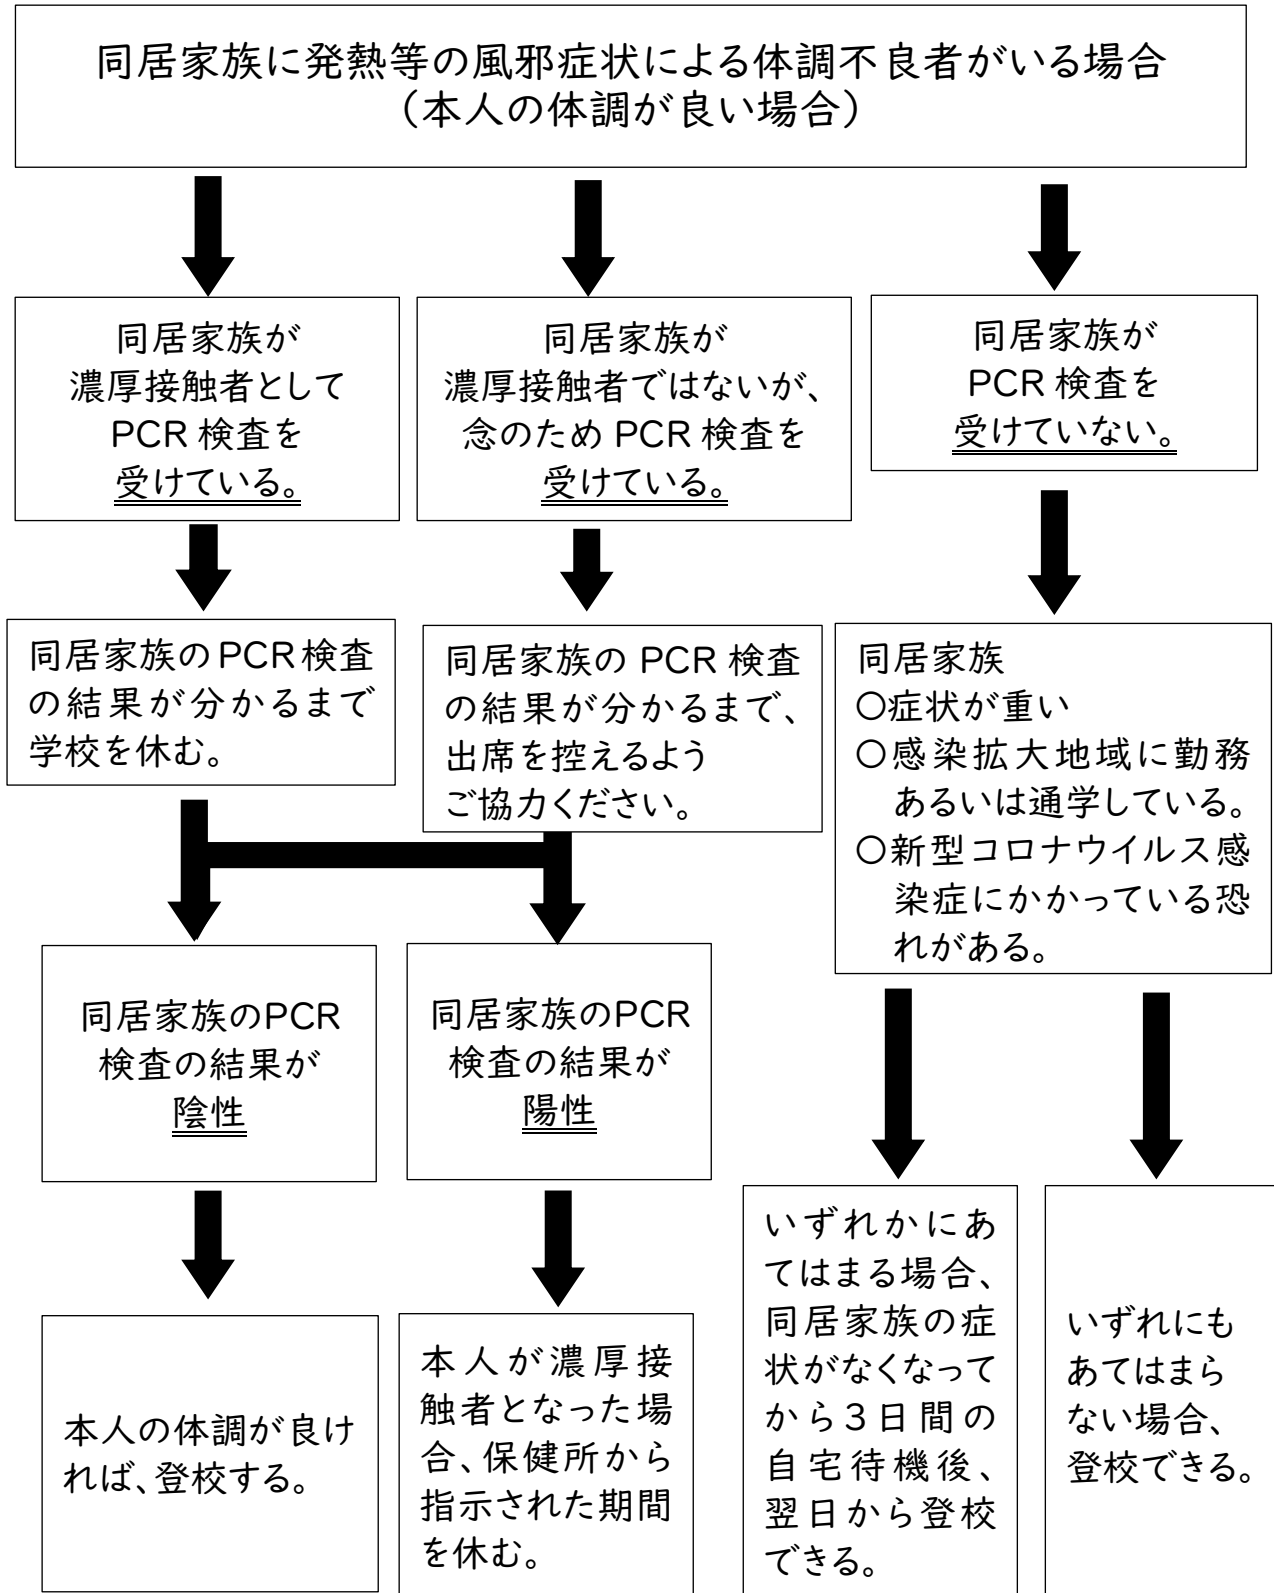 同居家族に発熱等の風邪症状による体調不良者がいる場合
(本人の体調が良い場合)
同居家族が
濃厚接触者として
PCR 検査を
受けている。
同居家族が
濃厚接触者ではないが、
念のため PCR 検査を
受けている。
同居家族が
PCR 検査を
受けていない。
同居家族のPCR検査
の結果が分かるまで
学校を休む。
同居家族の PCR 検査
の結果が分かるまで、
出席を控えるよう
ご協力ください。
同居家族
○症状が重い
○感染拡大地域に勤務
あるいは通学している。
○新型コロナウイルス感
染症にかかっている恐
れがある。
同居家族のPCR
検査の結果が
陰性
同居家族のPCR
検査の結果が
陽性
本人の体調が良け
れば、登校する。
本人が濃厚接
触者となった場
合、保健所から
指示された期間
を休む。
いずれかにあ
てはまる場合、
同居家族の症
状がなくなって
から3日間の
自宅待機後、
翌日から登校
できる。
いずれにも
あてはまら
ない場合、
登校できる。